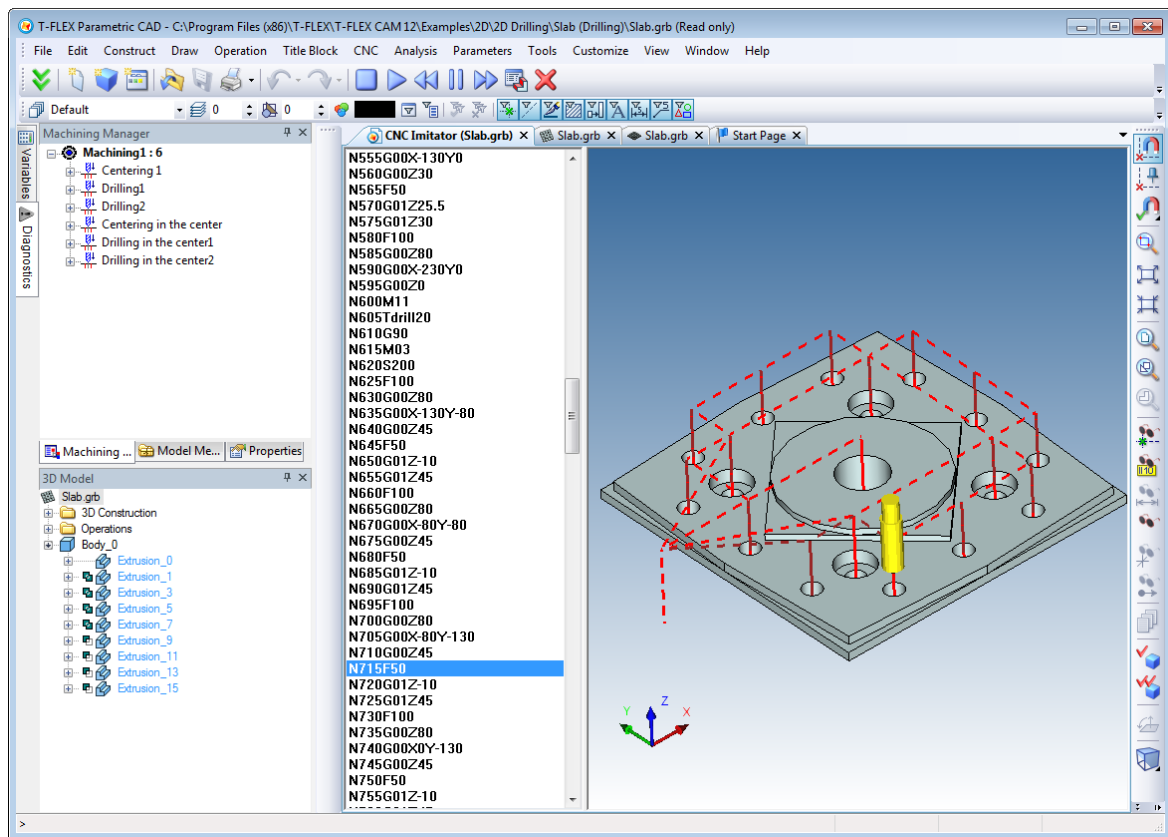 T-FLEX Parametric CAD - C:\Program Files (x86)\T-FLEX\T-FLEX CAM 12\Examples\2D\2D Drilling\Slab (Drilling)\Slab.grb (Read only)
File Edit Construct Draw Operation Title Block CNC Analysis Parameters Tools Customize View Window Help
Default 0 0
Variables
Diagnostics
Machining Manager
Machining1 : 6
Centering 1
Drilling1
Drilling2
Centering in the center
Drilling in the center1
Drilling in the center2
Machining ... Model Me... Properties
3D Model
Slab.grb
3D Construction
Operations
Body_0
Extrusion_0
Extrusion_1
Extrusion_3
Extrusion_5
Extrusion_7
Extrusion_9
Extrusion_11
Extrusion_13
Extrusion_15
CNC Imitator (Slab.grb) Slab.grb Slab.grb Start Page
N555G00X-130Y0
N560G00Z30
N565F50
N570G01Z25.5
N575G01Z30
N580F100
N585G00Z80
N590G00X-230Y0
N595G00Z0
N600M11
N605Tdrill20
N610G90
N615M03
N620S200
N625F100
N630G00Z80
N635G00X-130Y-80
N640G00Z45
N645F50
N650G01Z-10
N655G01Z45
N660F100
N665G00Z80
N670G00X-80Y-80
N675G00Z45
N680F50
N685G01Z-10
N690G01Z45
N695F100
N700G00Z80
N705G00X-80Y-130
N710G00Z45
N715F50
N720G01Z-10
N725G01Z45
N730F100
N735G00Z80
N740G00X0Y-130
N745G00Z45
N750F50
N755G01Z-10
Y Z X
>